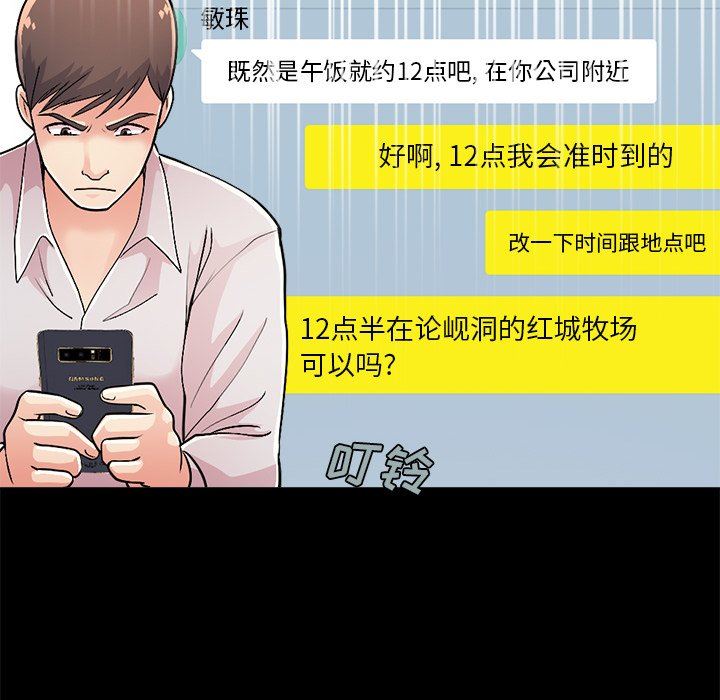 敏珠
既然是午饭就约12点吧, 在你公司附近
好啊, 12点我会准时到的
改一下时间跟地点吧
12点半在论岘洞的红城牧场
可以吗?
SAMSUNG
叮铃